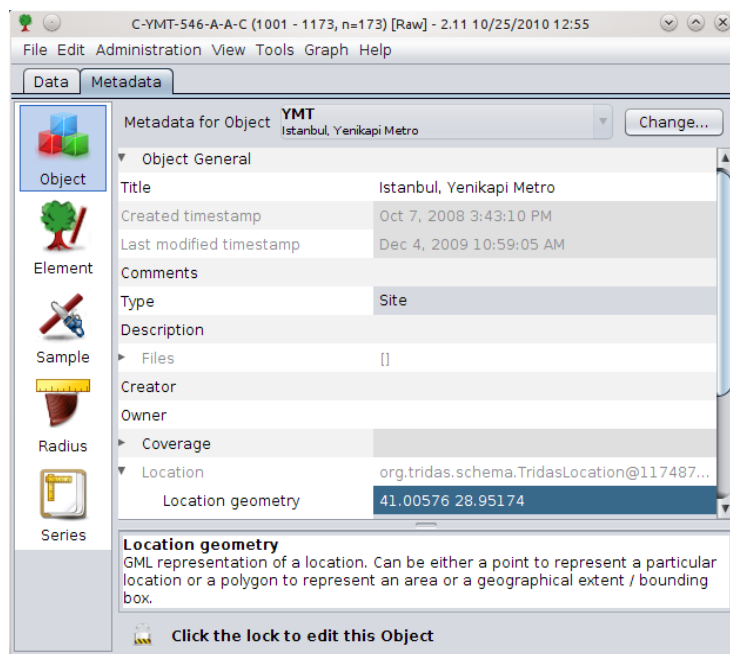 C-YMT-546-A-A-C (1001 - 1173, n=173) [Raw] - 2.11 10/25/2010 12:55
File Edit Administration View Tools Graph Help
Data Metadata
Object
Element
Sample
Radius
Series
Metadata for Object YMT
Istanbul, Yenikapi Metro
Change...
Object General
Title Istanbul, Yenikapi Metro
Created timestamp Oct 7, 2008 3:43:10 PM
Last modified timestamp Dec 4, 2009 10:59:05 AM
Comments
Type Site
Description
Files []
Creator
Owner
Coverage
Location org.tridas.schema.TridasLocation@117487...
Location geometry 41.00576 28.95174
Location geometry
GML representation of a location. Can be either a point to represent a particular
location or a polygon to represent an area or a geographical extent / bounding
box.
Click the lock to edit this Object